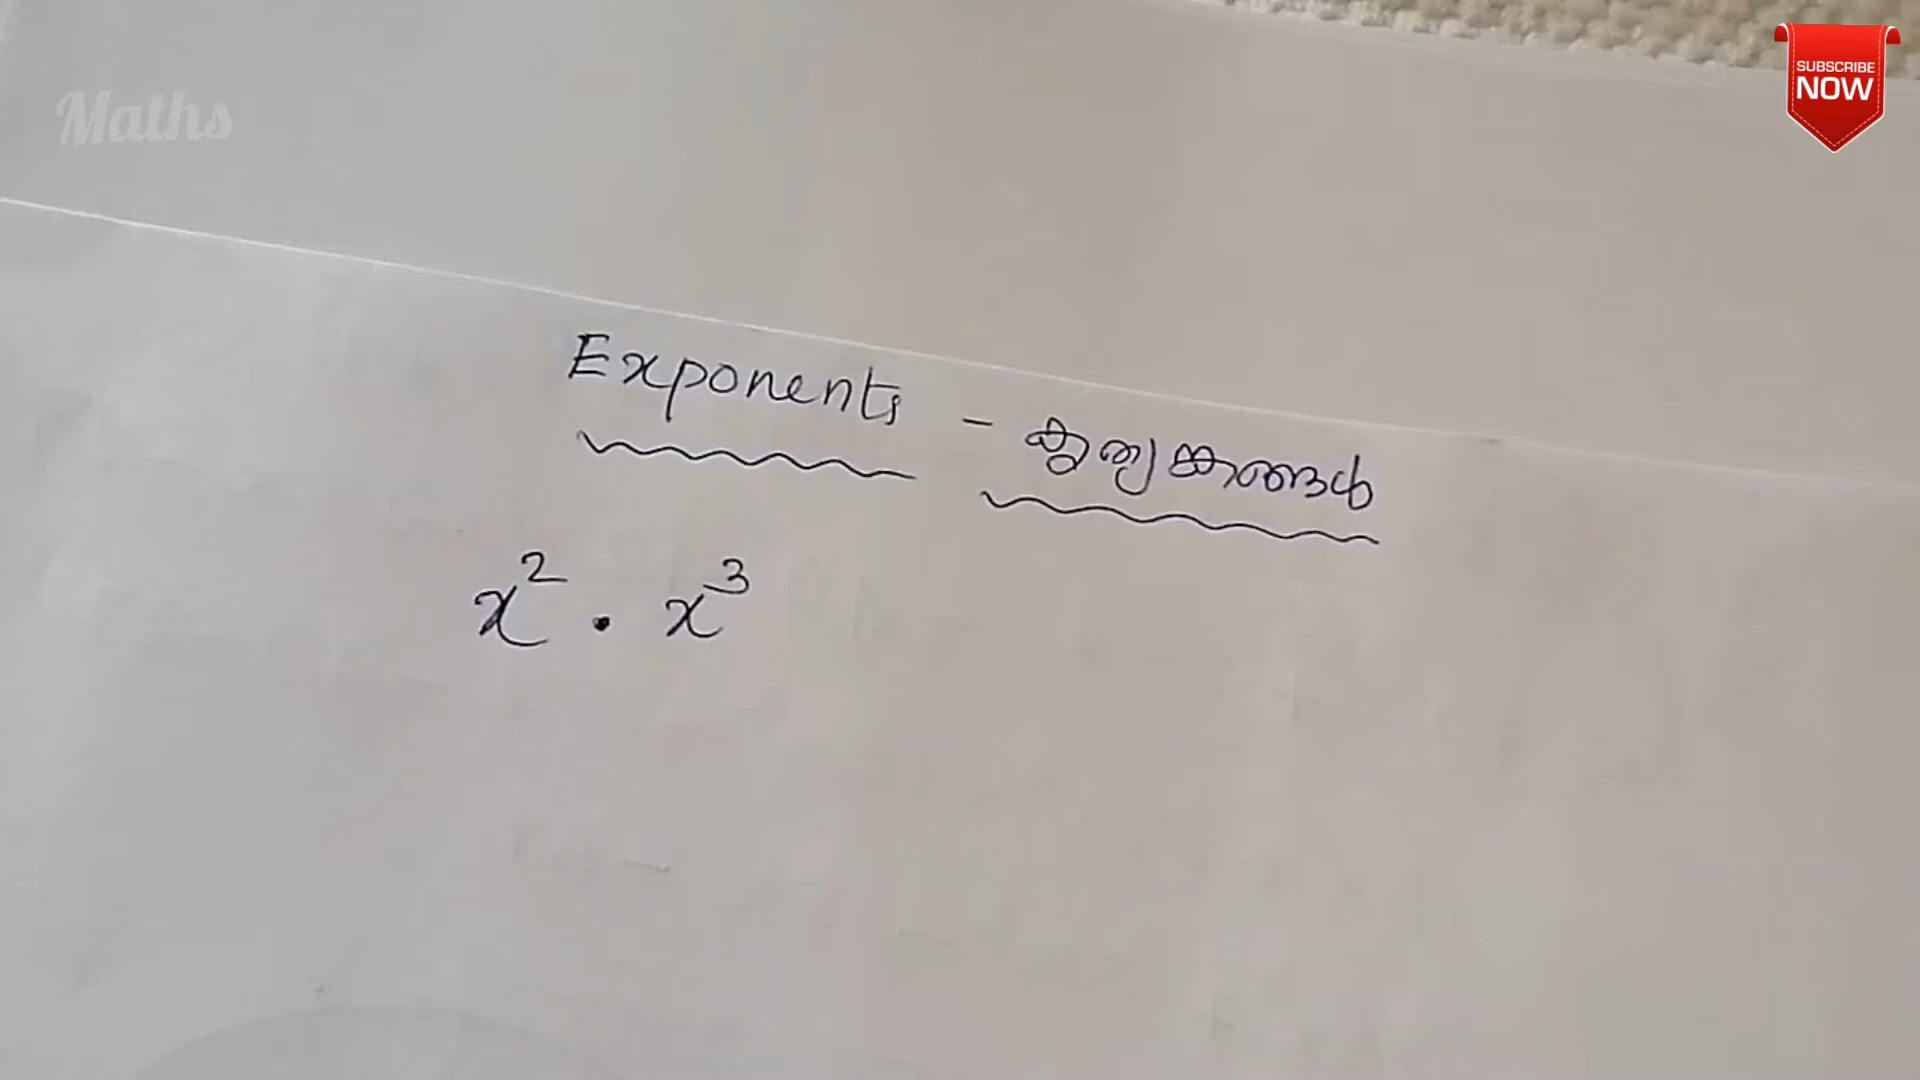 Maths
SUBSCRIBE
NOW
Exponents - കൃത്യങ്കങ്ങൾ
x² . x³